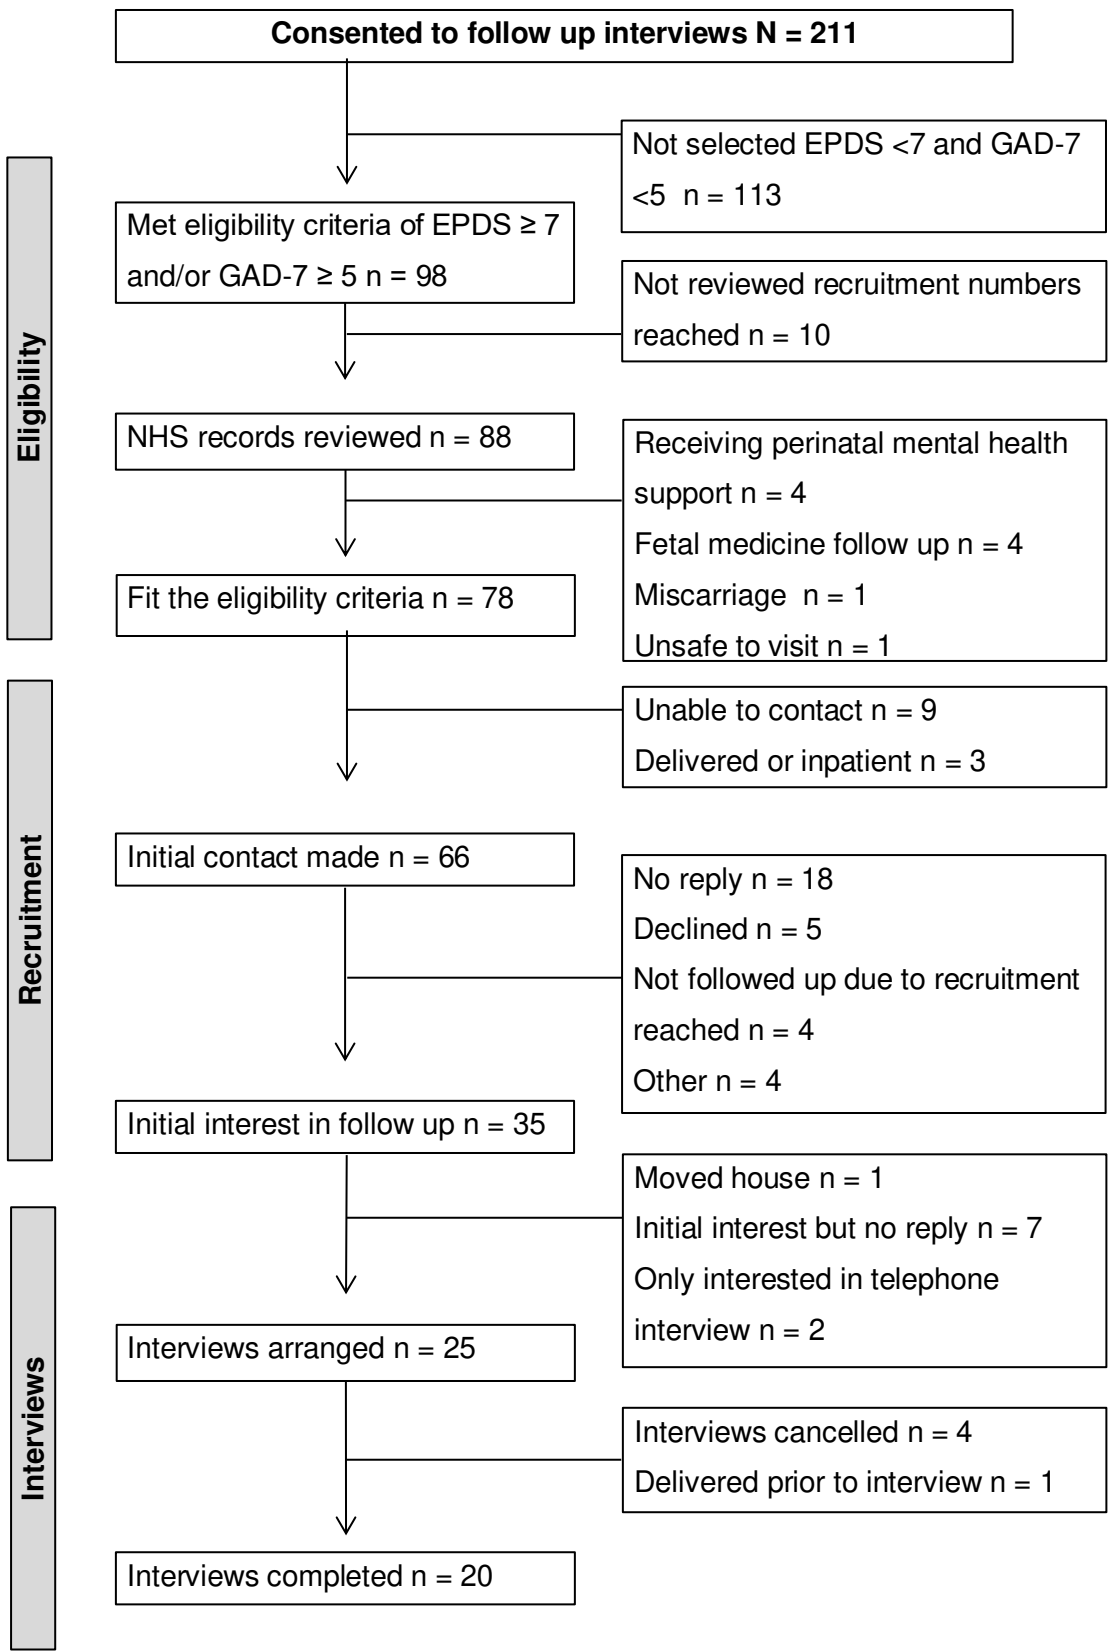 Consented to follow up interviews N = 211
Not selected EPDS <7 and GAD-7
<5 n = 113
Eligibility
Met eligibility criteria of EPDS ≥ 7
and/or GAD-7 ≥ 5 n = 98
Not reviewed recruitment numbers
reached n = 10
NHS records reviewed n = 88
Receiving perinatal mental health
support n = 4
Fetal medicine follow up n = 4
Miscarriage n = 1
Unsafe to visit n = 1
Fit the eligibility criteria n = 78
Recruitment
Unable to contact n = 9
Delivered or inpatient n = 3
Initial contact made n = 66
No reply n = 18
Declined n = 5
Not followed up due to recruitment
reached n = 4
Other n = 4
Initial interest in follow up n = 35
Interviews
Moved house n = 1
Initial interest but no reply n = 7
Only interested in telephone
interview n = 2
Interviews arranged n = 25
Interviews cancelled n = 4
Delivered prior to interview n = 1
Interviews completed n = 20